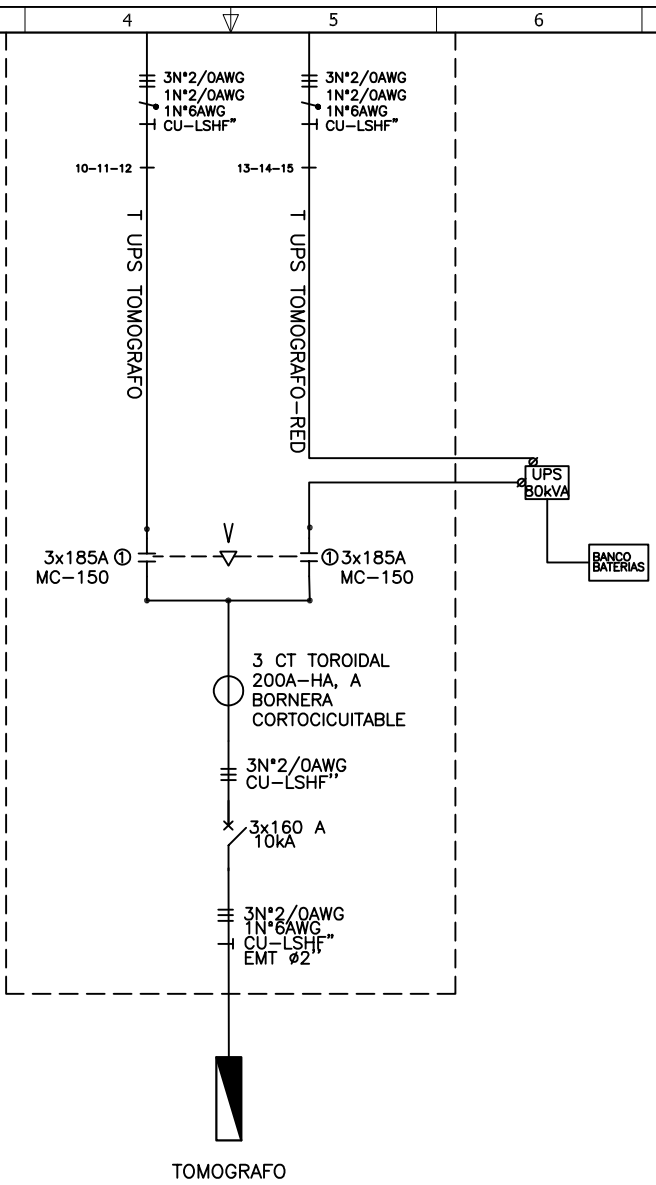 4
5
6
3N°2/0AWG
1N°2/0AWG
1N°6AWG
CU-LSHF"
3N°2/0AWG
1N°2/0AWG
1N°6AWG
CU-LSHF"
10-11-12
13-14-15
T UPS TOMOGRAFO
T UPS TOMOGRAFO-RED
UPS
80kVA
BANCO
BATERIAS
V
3x185A ①
MC-150
① 3x185A
MC-150
3 CT TOROIDAL
200A-HA, A
BORNERA
CORTOCICUITABLE
3N°2/0AWG
CU-LSHF"
3x160 A
10kA
3N°2/0AWG
1N°6AWG
CU-LSHF"
EMT ø2"
TOMOGRAFO